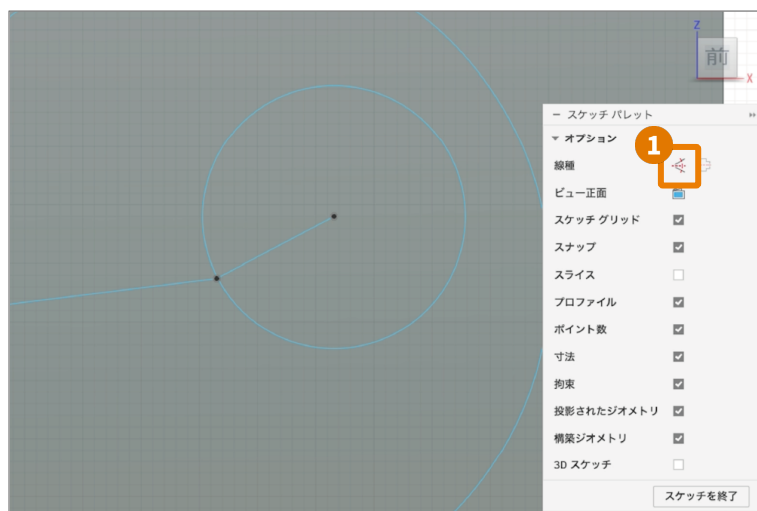 Z
前
X
スケッチ パレット
オプション
1
線種
ビュー正面
スケッチ グリッド
スナップ
スライス
プロファイル
ポイント数
寸法
拘束
投影されたジオメトリ
構築ジオメトリ
3D スケッチ
スケッチを終了